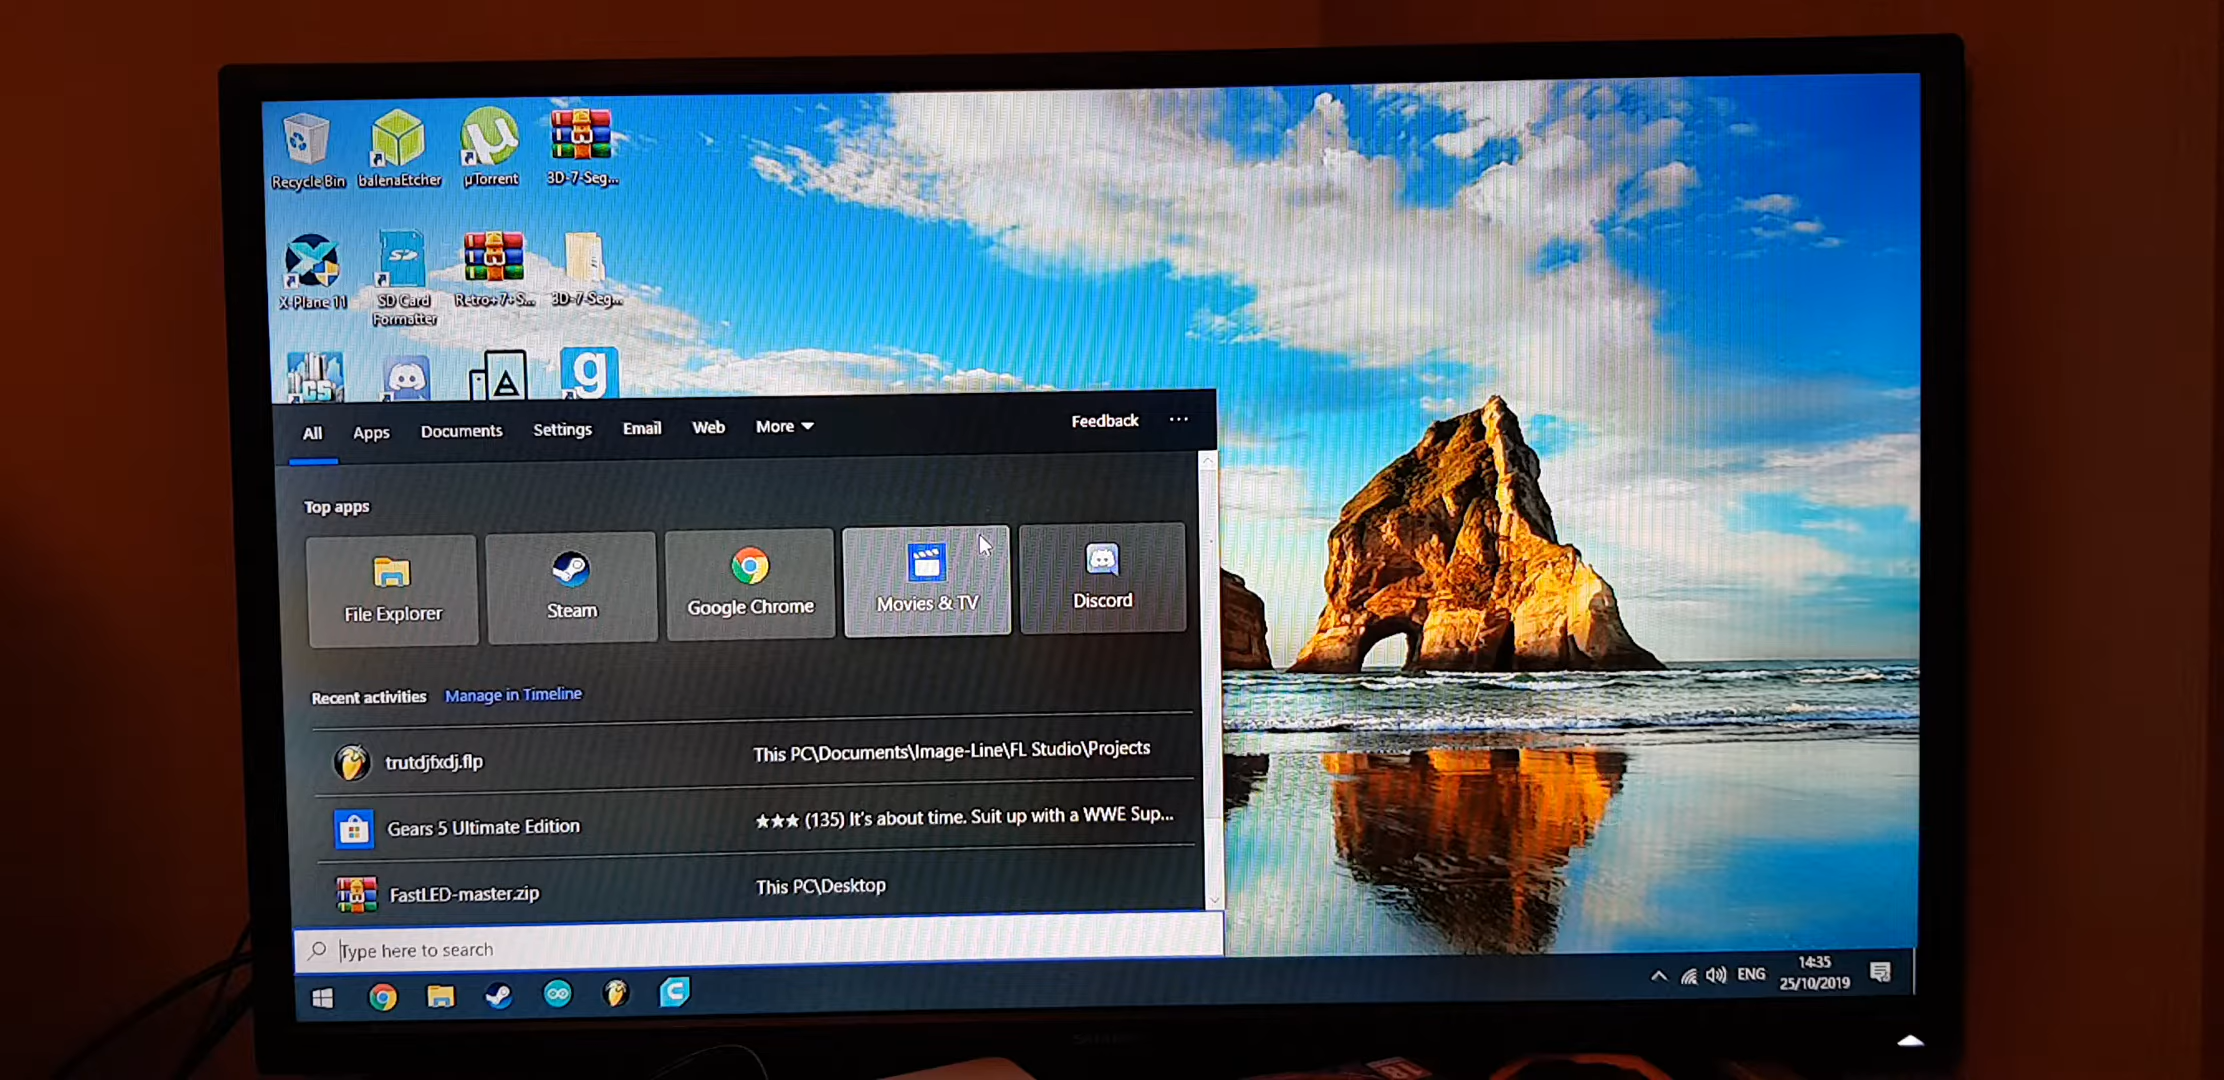 Recycle Bin
balenaEtcher
µTorrent
3D-7-Seg...
X-Plane 11
SD
SD Card
Formatter
Retro+7+S...
3D-7-Seg...
CS
g
All
Apps
Documents
Settings
Email
Web
More
Feedback
...
Top apps
File Explorer
Steam
Google Chrome
Movies & TV
Discord
Recent activities
Manage in Timeline
trutdjfxdj.flp
This PC\Documents\Image-Line\FL Studio\Projects
Gears 5 Ultimate Edition
★★★ (135) It's about time. Suit up with a WWE Sup...
FastLED-master.zip
This PC\Desktop
Type here to search
ENG
14:35
25/10/2019